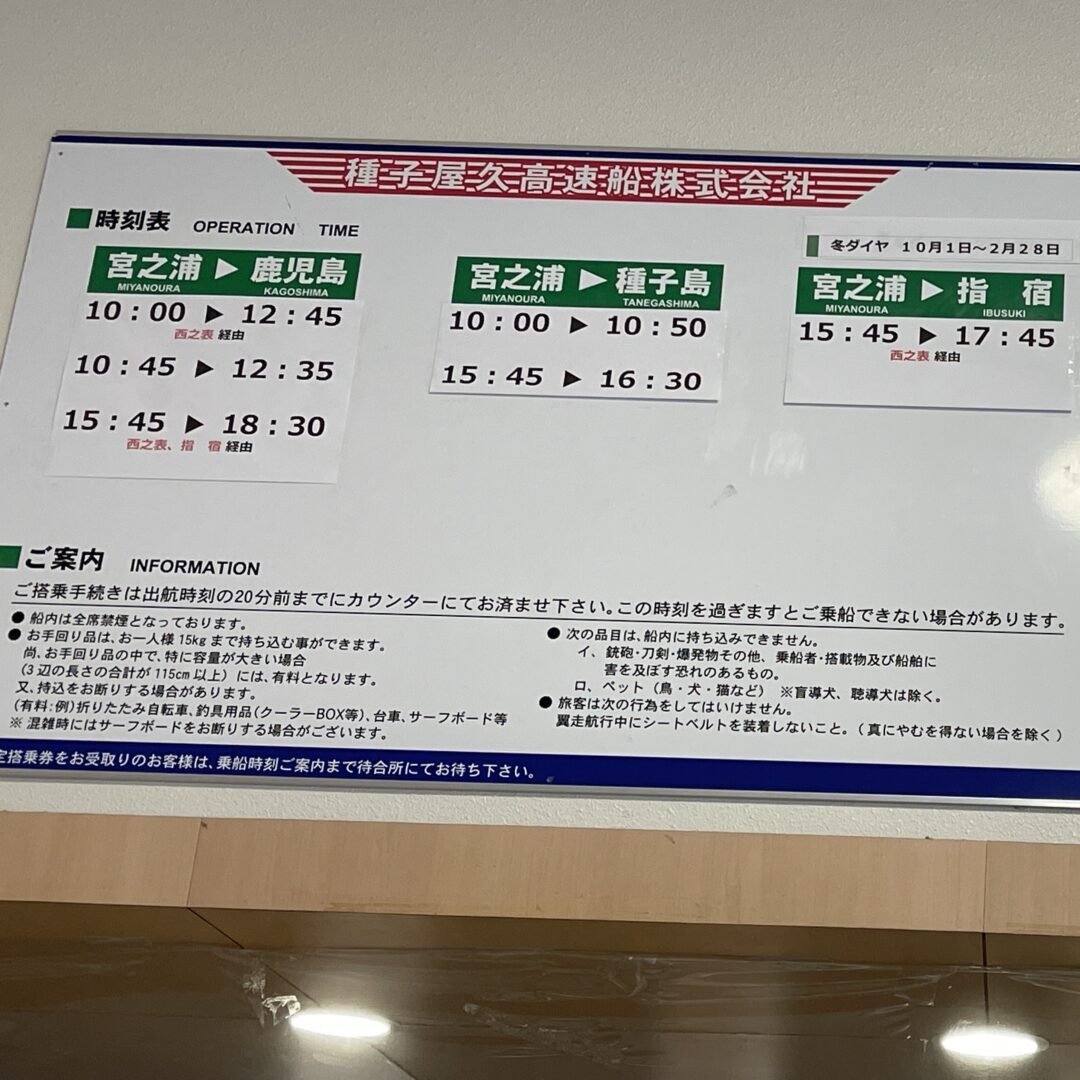 種子屋久高速船株式会社
■時刻表 OPERATION TIME
冬ダイヤ 10月1日～2月28日
宮之浦 ▶ 鹿児島
MIYANOURA KAGOSHIMA
10:00 ▶ 12:45
西之表 経由
10:45 ▶ 12:35
15:45 ▶ 18:30
西之表、指 宿 経由
宮之浦 ▶ 種子島
MIYANOURA TANEGASHIMA
10:00 ▶ 10:50
15:45 ▶ 16:30
宮之浦 ▶ 指 宿
MIYANOURA IBUSUKI
15:45 ▶ 17:45
西之表 経由
■ご案内 INFORMATION
ご搭乗手続きは出航時刻の20分前までにカウンターにてお済ませ下さい。この時刻を過ぎますとご乗船できない場合があります。
● 船内は全席禁煙となっております。
● お手回り品は、お一人様15kgまで持ち込む事ができます。
尚、お手回り品の中で、特に容量が大きい場合
(3辺の長さの合計が115cm以上)には、有料となります。
又、持込をお断りする場合があります。
(有料:例)折りたたみ自転車、釣具用品(クーラーBOX等)、台車、サーフボード等
※ 混雑時にはサーフボードをお断りする場合がございます。
● 次の品目は、船内に持ち込みできません。
イ、銃砲・刀剣・爆発物その他、乗船者・搭載物及び船舶に
害を及ぼす恐れのあるもの。
ロ、ペット（鳥・犬・猫など） ※盲導犬、聴導犬は除く。
● 旅客は次の行為をしてはいけません。
翼走航行中にシートベルトを装着しないこと。(真にやむを得ない場合を除く)
定搭乗券をお受取りのお客様は、乗船時刻ご案内まで待合所にてお待ち下さい。